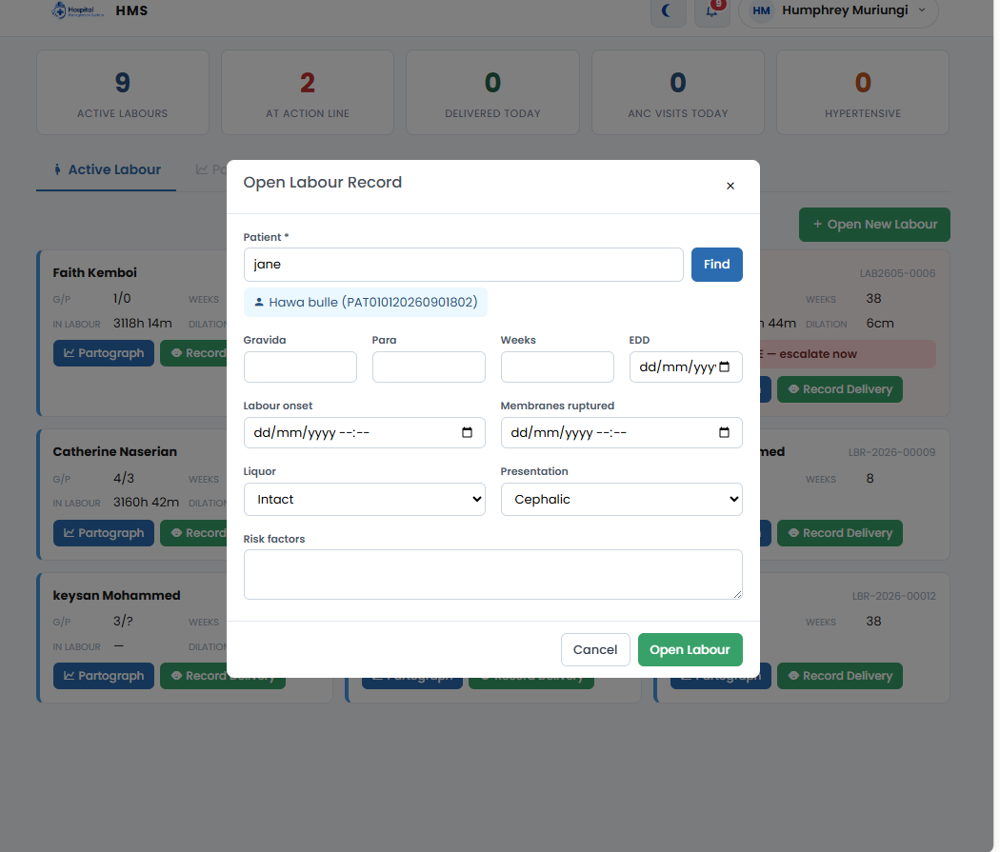 Hospital
HMS
9
HM
Humphrey Muriungi
9
ACTIVE LABOURS
2
AT ACTION LINE
0
DELIVERED TODAY
0
ANC VISITS TODAY
0
HYPERTENSIVE
Active Labour
Po
+ Open New Labour
Open Labour Record
×
Patient *
jane
Find
Hawa bulle (PAT010120260901802)
Gravida
Para
Weeks
EDD
dd/mm/yyy
Labour onset
Membranes ruptured
dd/mm/yyyy --:--
dd/mm/yyyy --:--
Liquor
Presentation
Intact
Cephalic
Risk factors
Cancel
Open Labour
Faith Kemboi
G/P 1/0 WEEKS
IN LABOUR 3118h 14m DILATION
Partograph
Record
LAB2605-0006
WEEKS 38
h 44m DILATION 6cm
E — escalate now
Record Delivery
Catherine Naserian
G/P 4/3 WEEKS
IN LABOUR 3160h 42m DILATION
Partograph
Record
med LBR-2026-00009
WEEKS 8
Record Delivery
keysan Mohammed
G/P 3/? WEEKS
IN LABOUR — DILATION
Partograph
Record Delivery
Partograph
Record Delivery
LBR-2026-00012
WEEKS 38
Partograph
Record Delivery